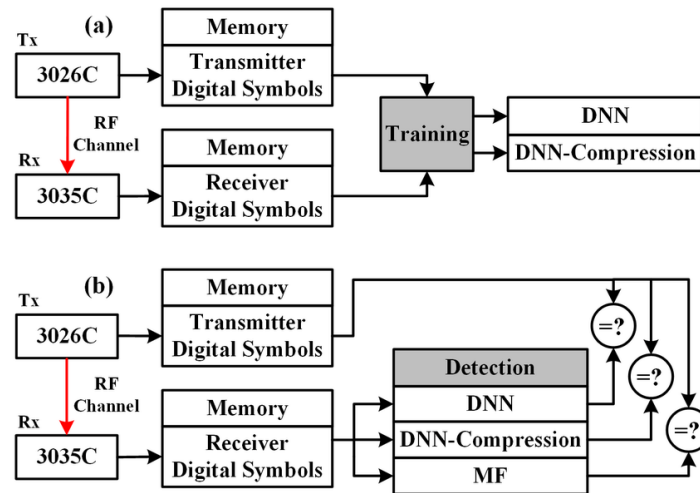 (a)
Tx
3026C
Memory
Transmitter
Digital Symbols
RF
Channel
Rx
3035C
Memory
Receiver
Digital Symbols
Training
DNN
DNN-Compression
(b)
Tx
3026C
Memory
Transmitter
Digital Symbols
RF
Channel
Rx
3035C
Memory
Receiver
Digital Symbols
Detection
DNN
DNN-Compression
MF
=?
=?
=?